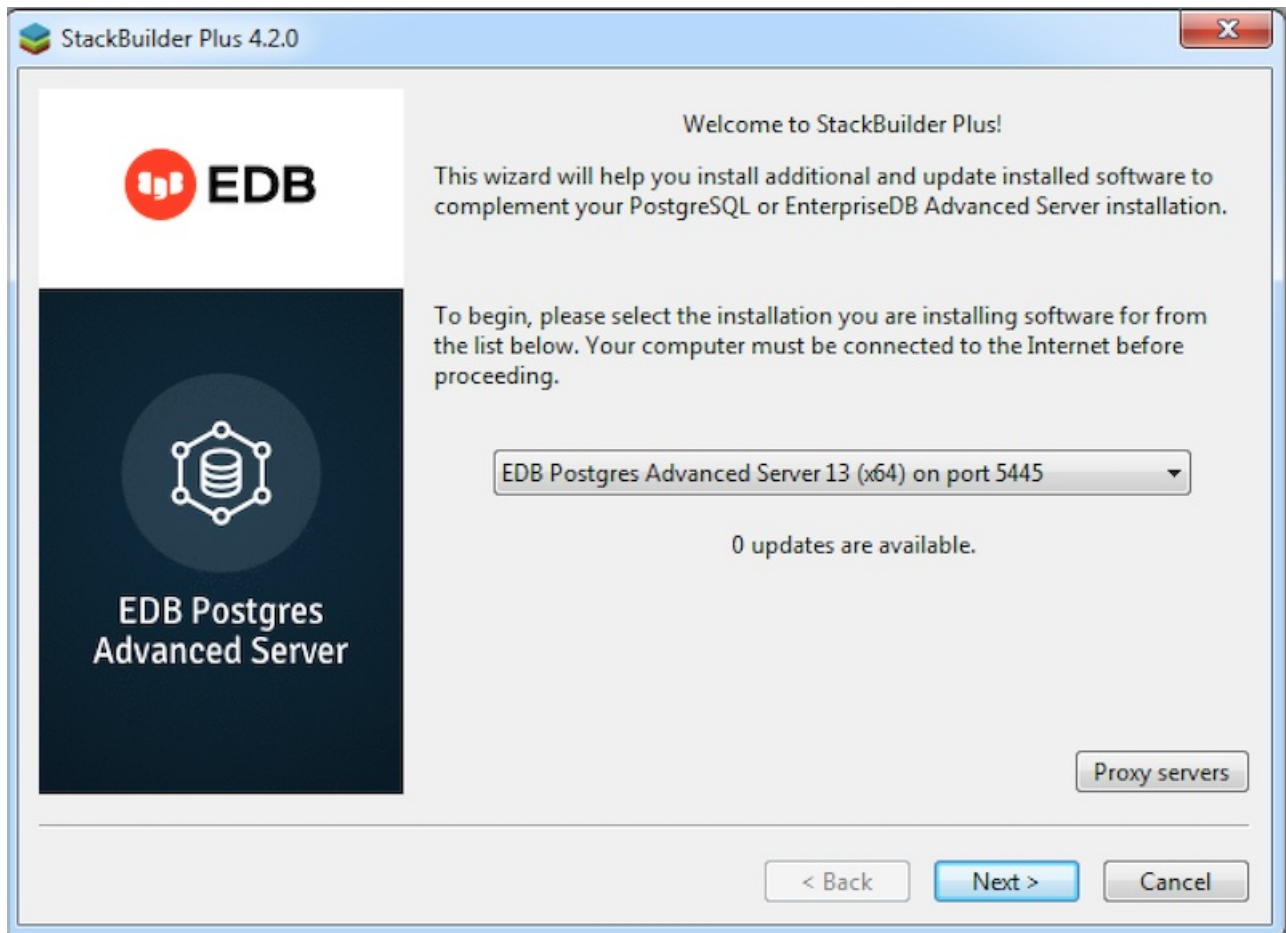 StackBuilder Plus 4.2.0
EDB
EDB Postgres
Advanced Server
Welcome to StackBuilder Plus!
This wizard will help you install additional and update installed software to
complement your PostgreSQL or EnterpriseDB Advanced Server installation.
To begin, please select the installation you are installing software for from
the list below. Your computer must be connected to the Internet before
proceeding.
EDB Postgres Advanced Server 13 (x64) on port 5445
0 updates are available.
Proxy servers
< Back
Next >
Cancel